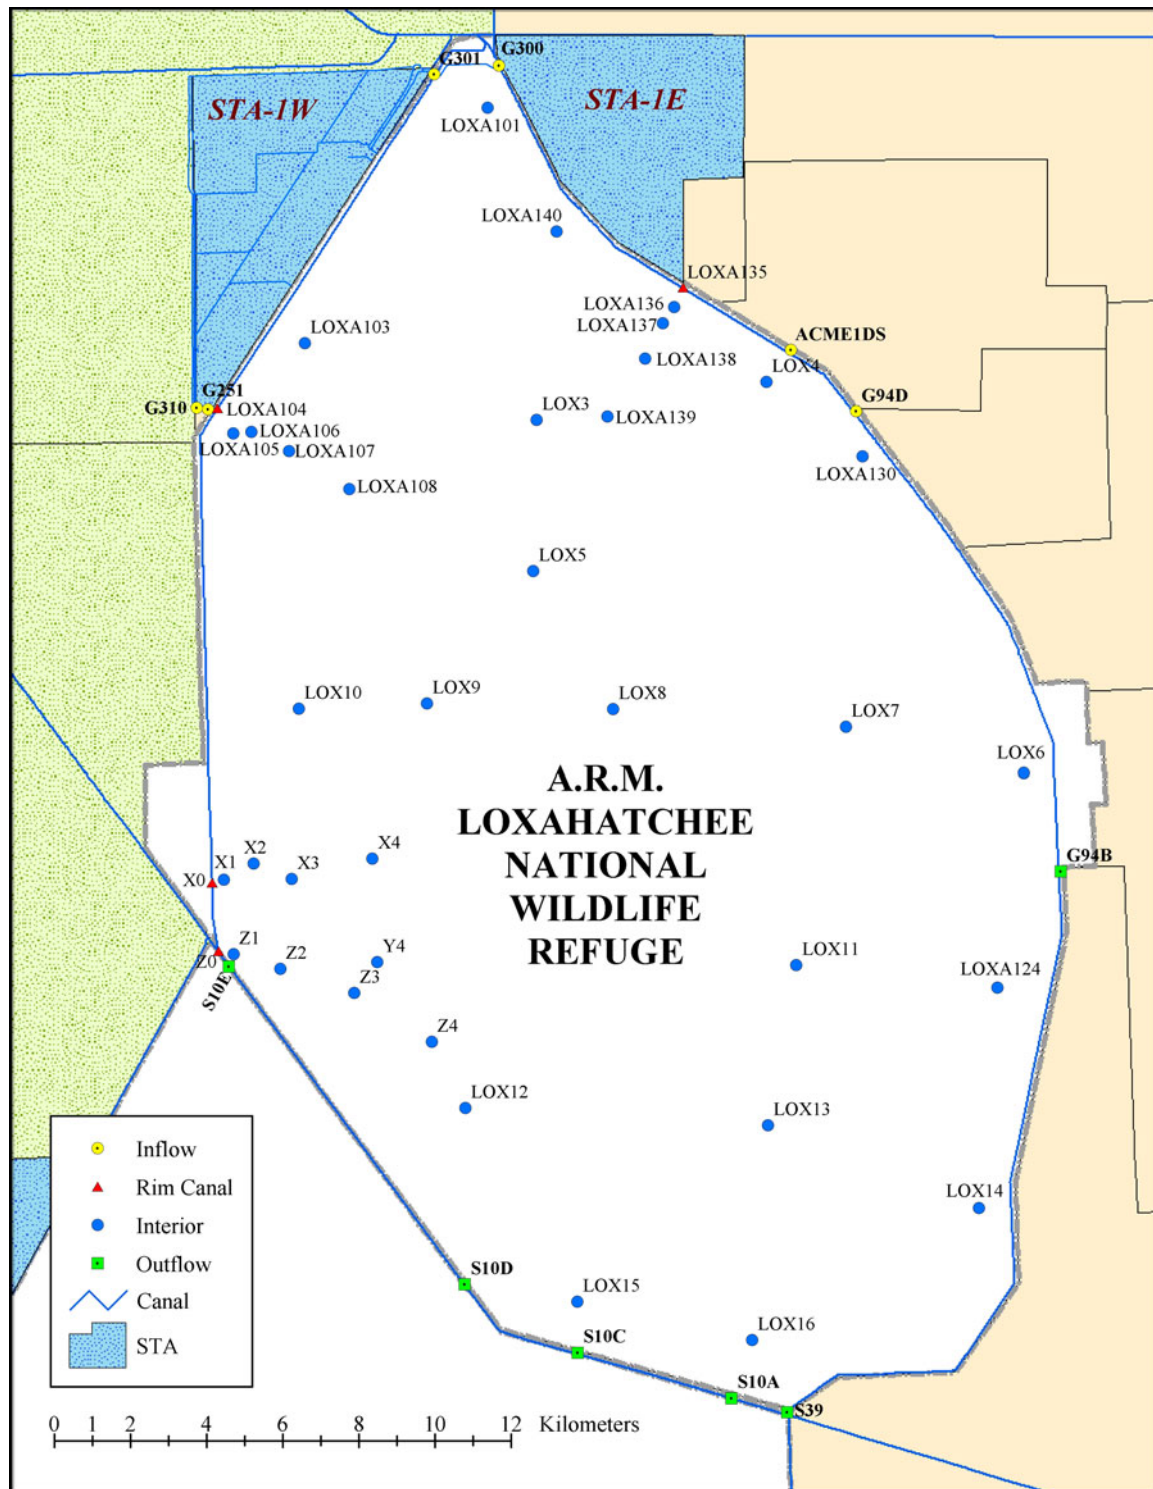 G300
G301
STA-1W
STA-1E
LOXA101
LOXA140
LOXA135
LOXA136
LOXA137
LOXA103
ACME1DS
LOXA138
LOX4
G251
G310
LOXA104
G94D
LOX3
LOXA139
LOXA106
LOXA105
LOXA107
LOXA130
LOXA108
LOX5
LOX10
LOX9
LOX8
LOX7
LOX6
A.R.M.
LOXAHATCHEE
NATIONAL
WILDLIFE
REFUGE
X4
X2
X1
X3
X0
G94B
Z1
Y4
Z0
Z2
LOX11
S10E
Z3
LOXA124
Z4
LOX12
LOX13
LOX14
Inflow
Rim Canal
Interior
Outflow
Canal
STA
S10D
LOX15
LOX16
S10C
S10A
S39
0 2 4 6 8 10 12 Kilometers